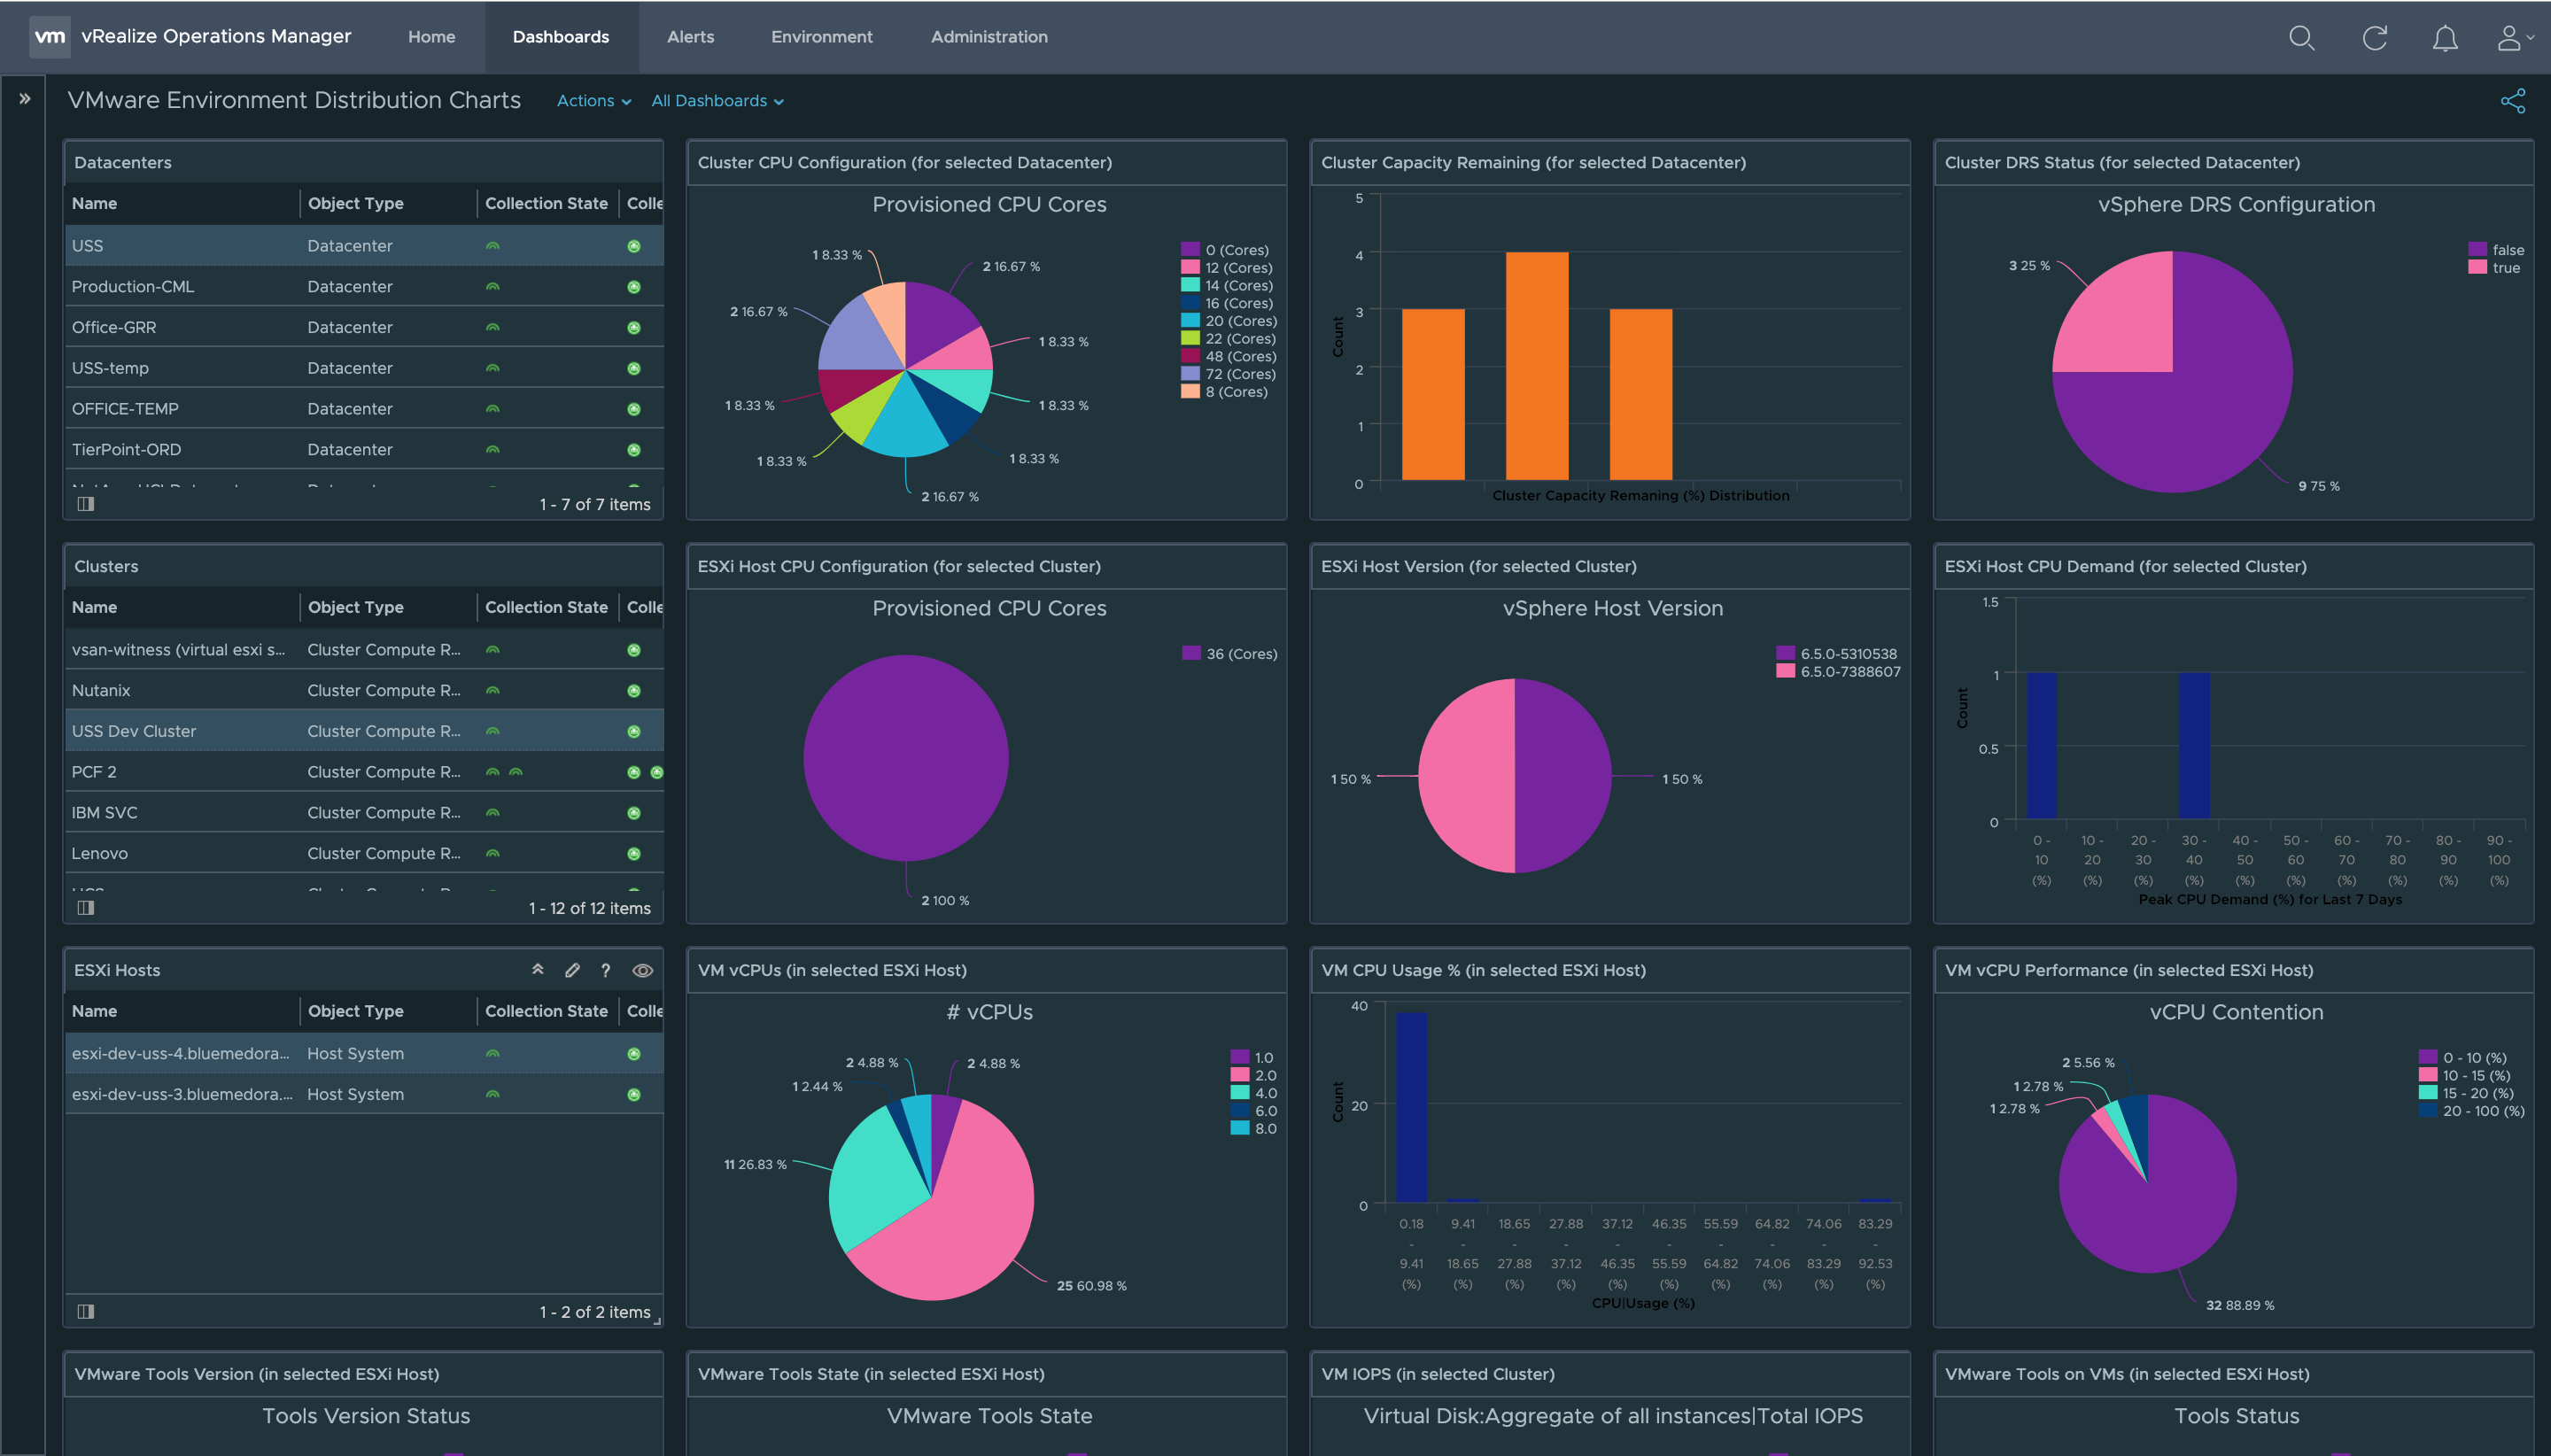 vm vRealize Operations Manager Home Dashboards Alerts Environment Administration
VMware Environment Distribution Charts Actions All Dashboards
Datacenters
Name Object Type Collection State Colle
USS Datacenter
Production-CML Datacenter
Office-GRR Datacenter
USS-temp Datacenter
OFFICE-TEMP Datacenter
TierPoint-ORD Datacenter
1 - 7 of 7 items
Cluster CPU Configuration (for selected Datacenter)
Provisioned CPU Cores
1 8.33 %
2 16.67 %
2 16.67 %
1 8.33 %
1 8.33 %
1 8.33 %
1 8.33 %
1 8.33 %
2 16.67 %
0 (Cores)
12 (Cores)
14 (Cores)
16 (Cores)
20 (Cores)
22 (Cores)
48 (Cores)
72 (Cores)
8 (Cores)
Cluster Capacity Remaining (for selected Datacenter)
5
4
3
2
1
0
Count
Cluster Capacity Remaning (%) Distribution
Cluster DRS Status (for selected Datacenter)
vSphere DRS Configuration
false
true
3 25 %
9 75 %
Clusters
Name Object Type Collection State Colle
vsan-witness (virtual esxi s... Cluster Compute R...
Nutanix Cluster Compute R...
USS Dev Cluster Cluster Compute R...
PCF 2 Cluster Compute R...
IBM SVC Cluster Compute R...
Lenovo Cluster Compute R...
1 - 12 of 12 items
ESXi Host CPU Configuration (for selected Cluster)
Provisioned CPU Cores
36 (Cores)
2 100 %
ESXi Host Version (for selected Cluster)
vSphere Host Version
6.5.0-5310538
6.5.0-7388607
1 50 %
1 50 %
ESXi Host CPU Demand (for selected Cluster)
1.5
1
0.5
0
Count
0 - 10 - 20 - 30 - 40 - 50 - 60 - 70 - 80 - 90 -
10 20 30 40 50 60 70 80 90 100
(%) (%) (%) (%) (%) (%) (%) (%) (%) (%)
Peak CPU Demand (%) for Last 7 Days
ESXi Hosts ?
Name Object Type Collection State Colle
esxi-dev-uss-4.bluemedora... Host System
esxi-dev-uss-3.bluemedora.... Host System
1 - 2 of 2 items
VM vCPUs (in selected ESXi Host)
# vCPUs
2 4.88 %
2 4.88 %
1 2.44 %
11 26.83 %
25 60.98 %
1.0
2.0
4.0
6.0
8.0
VM CPU Usage % (in selected ESXi Host)
40
20
0
Count
0.18 9.41 18.65 27.88 37.12 46.35 55.59 64.82 74.06 83.29
- - - - - - - - - -
9.41 18.65 27.88 37.12 46.35 55.59 64.82 74.06 83.29 92.53
(%) (%) (%) (%) (%) (%) (%) (%) (%) (%)
CPU|Usage (%)
VM vCPU Performance (in selected ESXi Host)
vCPU Contention
0 - 10 (%)
10 - 15 (%)
15 - 20 (%)
20 - 100 (%)
2 5.56 %
1 2.78 %
1 2.78 %
32 88.89 %
VMware Tools Version (in selected ESXi Host)
Tools Version Status
VMware Tools State (in selected ESXi Host)
VMware Tools State
VM IOPS (in selected Cluster)
Virtual Disk:Aggregate of all instances|Total IOPS
VMware Tools on VMs (in selected ESXi Host)
Tools Status